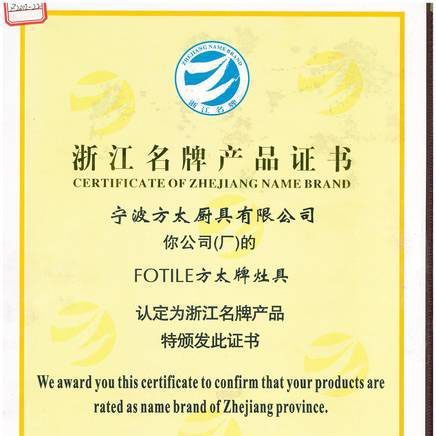 ZHEJIANG NAME BRAND
浙江名牌
浙江名牌产品证书
CERTIFICATE OF ZHEJIANG NAME BRAND
宁波方太厨具有限公司
你公司(厂)的
FOTILE方太牌灶具
认定为浙江名牌产品
特颁发此证书
We award you this certificate to confirm that your products are
rated as name brand of Zhejiang province.